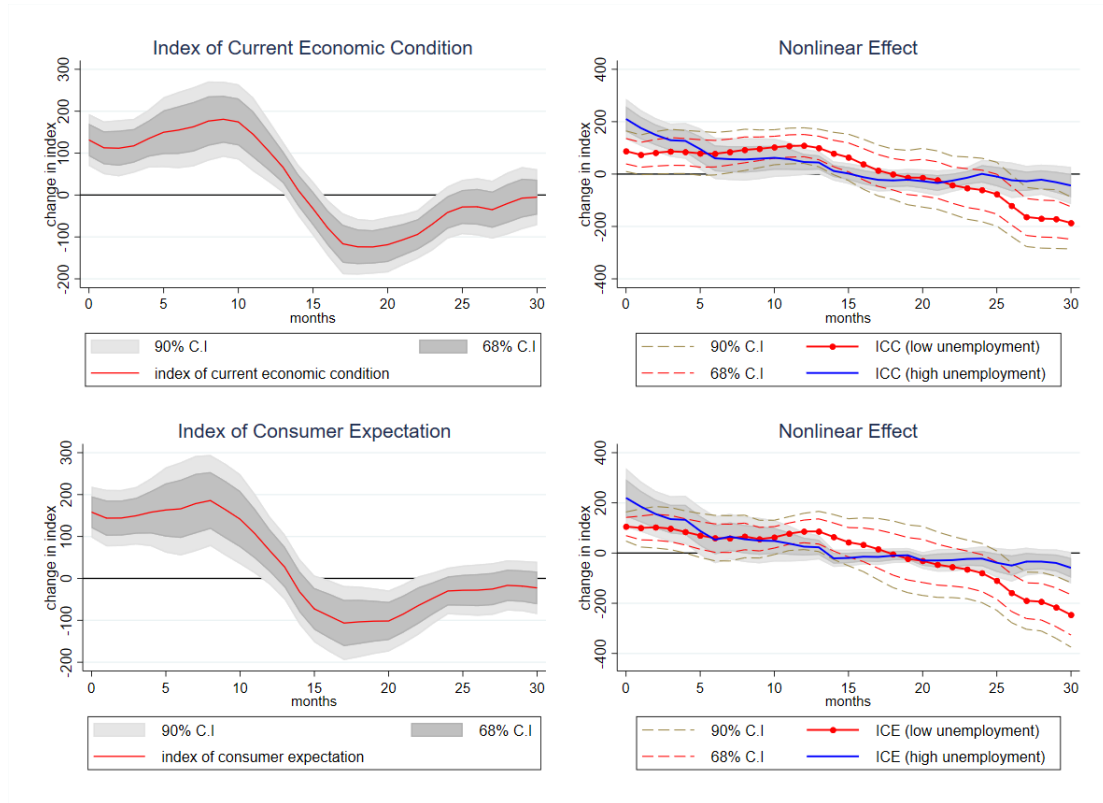 Index of Current Economic Condition
change in index
300
200
100
0
-100
-200
0 5 10 15 20 25 30
months
90% C.I 68% C.I
index of current economic condition
Nonlinear Effect
change in index
400
200
0
-200
-400
0 5 10 15 20 25 30
months
90% C.I ICC (low unemployment)
68% C.I ICC (high unemployment)
Index of Consumer Expectation
change in index
300
200
100
0
-100
-200
0 5 10 15 20 25 30
months
90% C.I 68% C.I
index of consumer expectation
Nonlinear Effect
change in index
400
200
0
-200
-400
0 5 10 15 20 25 30
months
90% C.I ICE (low unemployment)
68% C.I ICE (high unemployment)